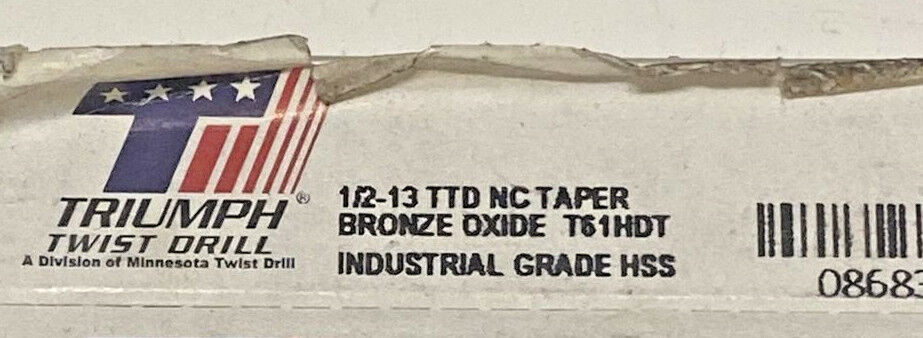 TRIUMPH®
TWIST DRILL
A Division of Minnesota Twist Drill
1/2-13 TTD NC TAPER
BRONZE OXIDE T61HDT
INDUSTRIAL GRADE HSS
08683